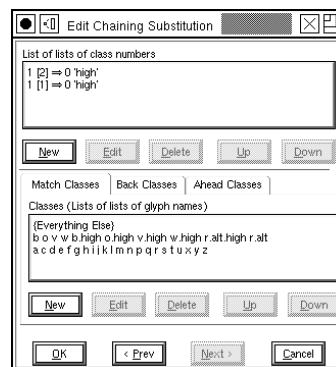 Edit Chaining Substitution
List of lists of class numbers
1 [2] ⇒ 0 'high'
1 [1] ⇒ 0 'high'
New Edit Delete Up Down
Match Classes Back Classes Ahead Classes
Classes (Lists of lists of glyph names)
{Everything Else}
b o v w b.high o.high v.high w.high r.alt.high r.alt
a c d e f g h i j k l m n p q r s t u x y z
New Edit Delete Up Down
OK < Prev Next > Cancel